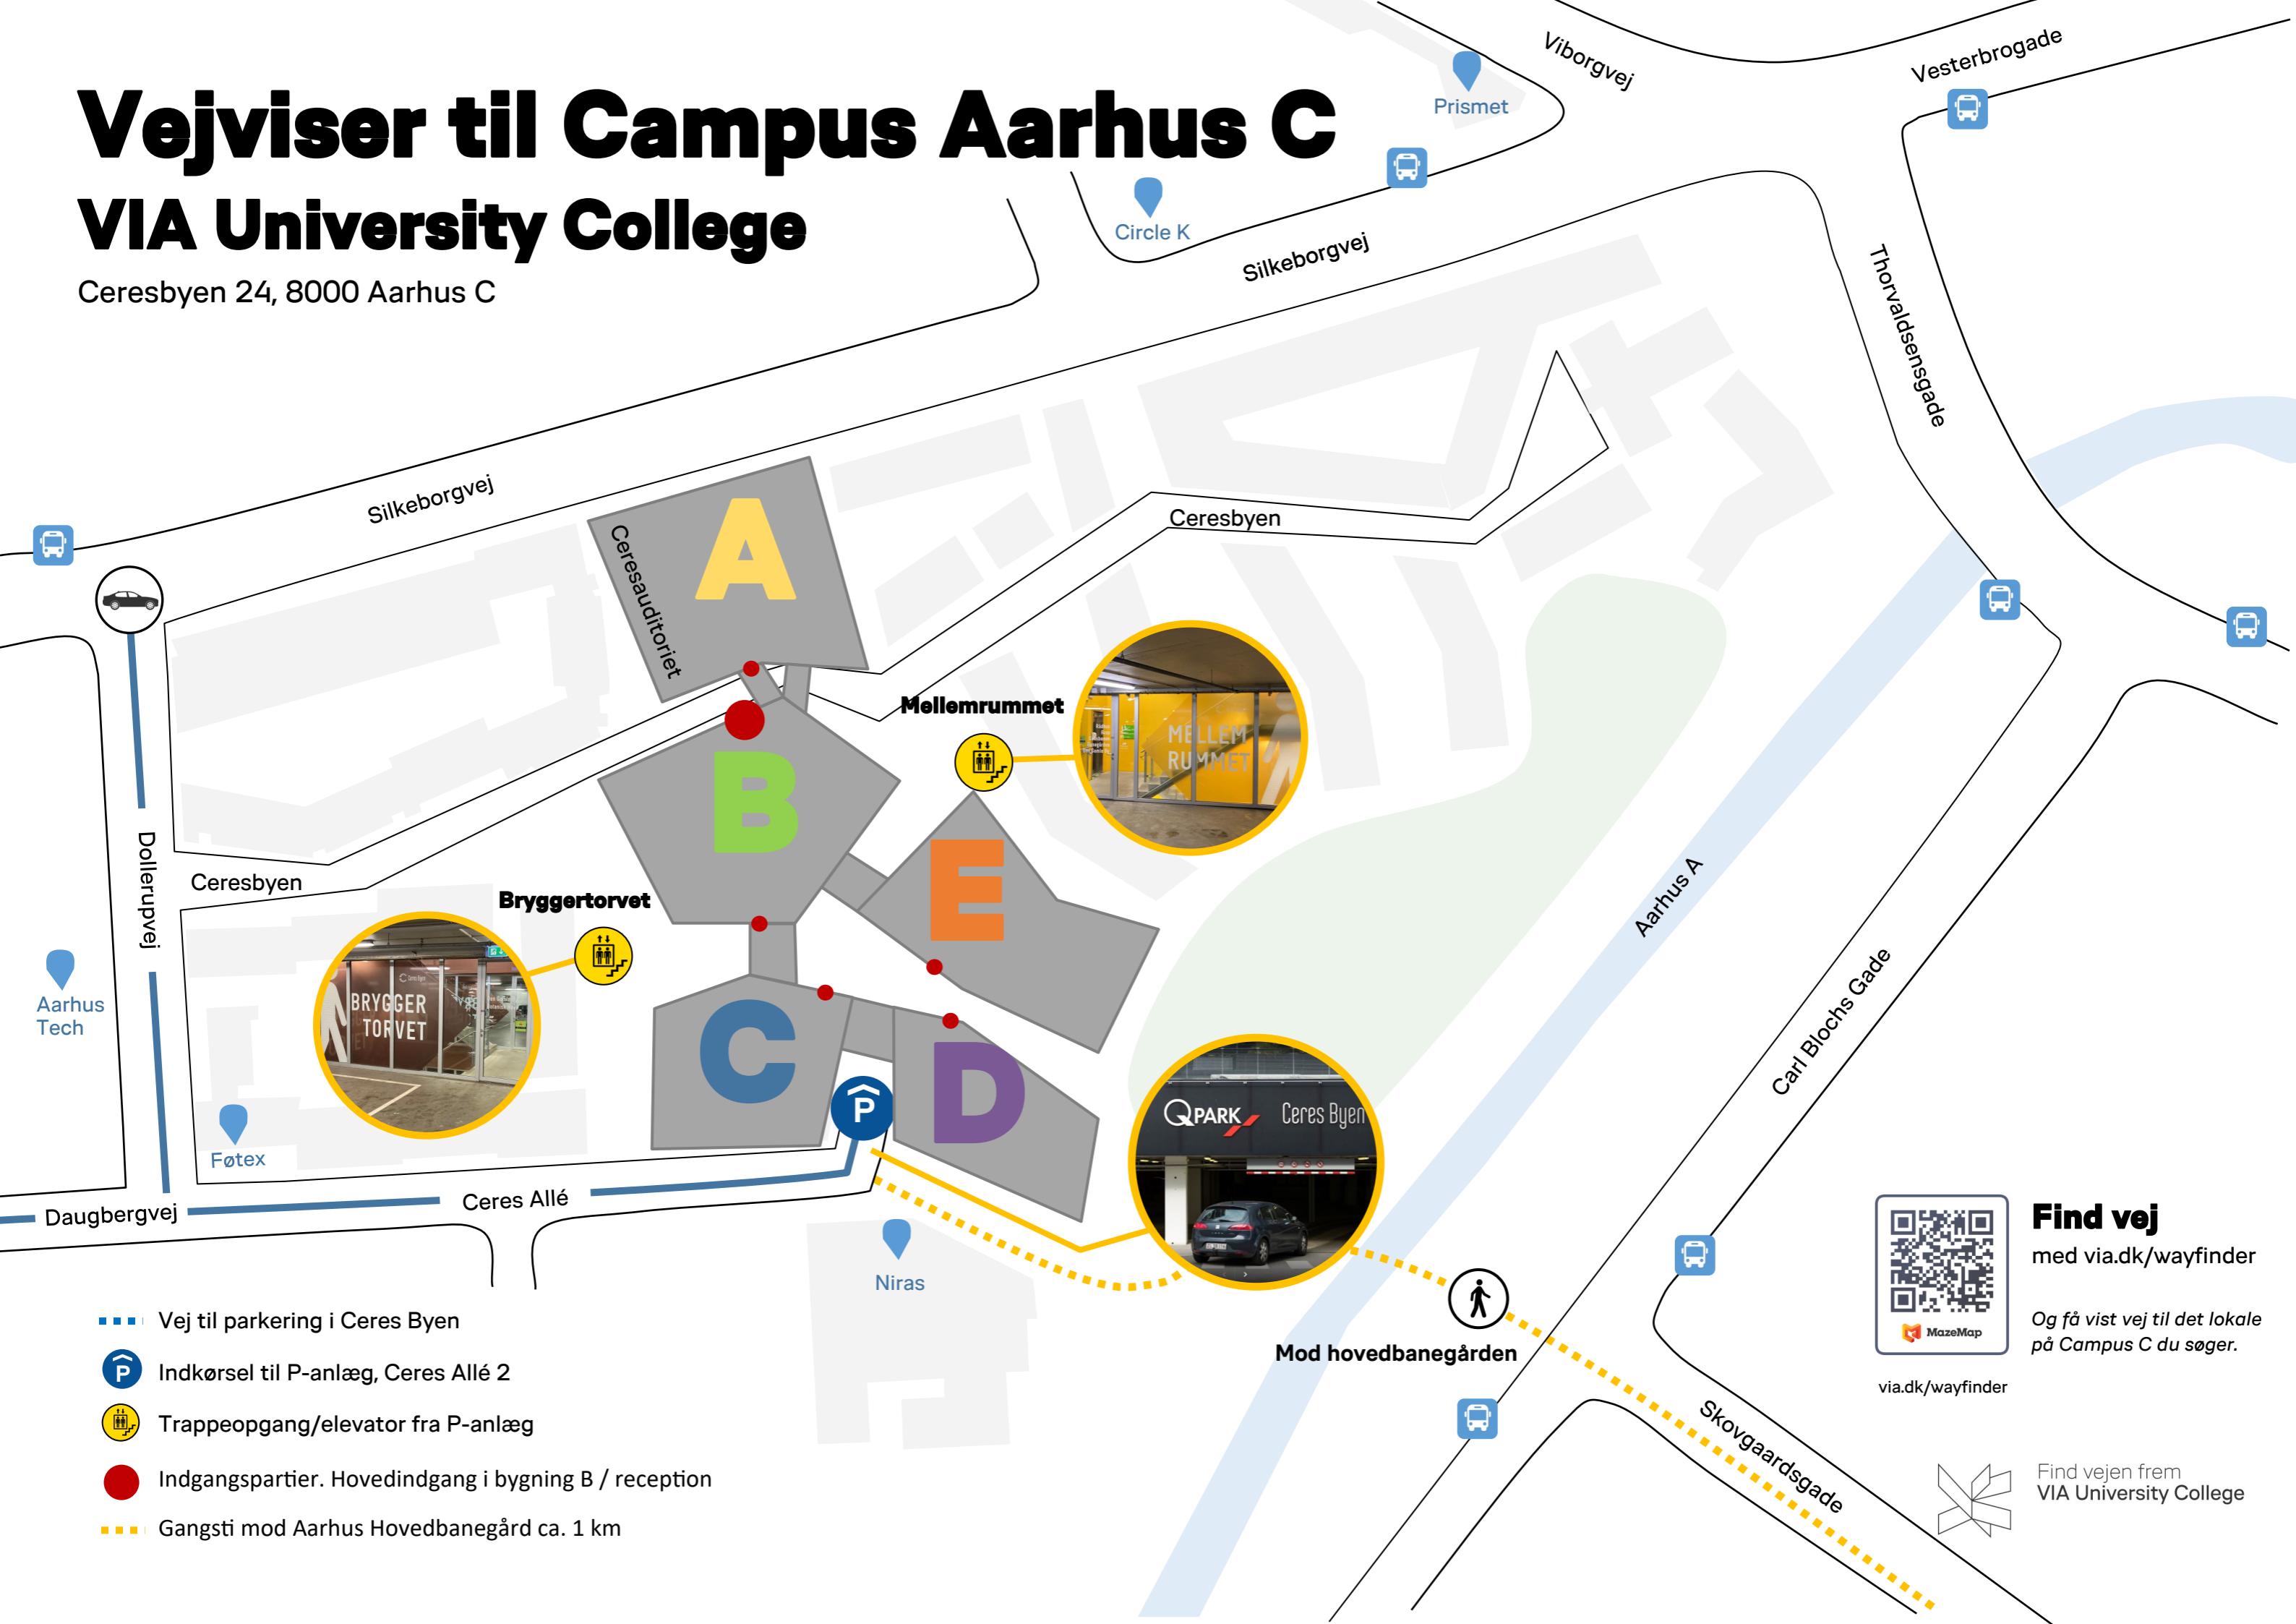 Vejviser til Campus Aarhus C
VIA University College
Ceresbyen 24, 8000 Aarhus C
Prismet
Viborgvej
Vesterbrogade
Circle K
Silkeborgvej
Thorvaldsensgade
Silkeborgvej
A
Ceresauditoriet
Ceresbyen
Mellemrummet
MELLEM
RUMMET
B
Dollerupvej
Ceresbyen
Bryggertorvet
E
Aarhus A
BRYGGER
TORVET
Ceres Byen
Aarhus
Tech
C
D
P
QPARK
Ceres Byen
Carl Blochs Gade
Føtex
Daugbergvej
Ceres Allé
Niras
Mod hovedbanegården
Skovgaardsgade
Vej til parkering i Ceres Byen
P
Indkørsel til P-anlæg, Ceres Allé 2
Trappeopgang/elevator fra P-anlæg
Indgangspartier. Hovedindgang i bygning B / reception
Gangsti mod Aarhus Hovedbanegård ca. 1 km
Find vej
med via.dk/wayfinder
Og få vist vej til det lokale
på Campus C du søger.
MazeMap
via.dk/wayfinder
Find vejen frem
VIA University College